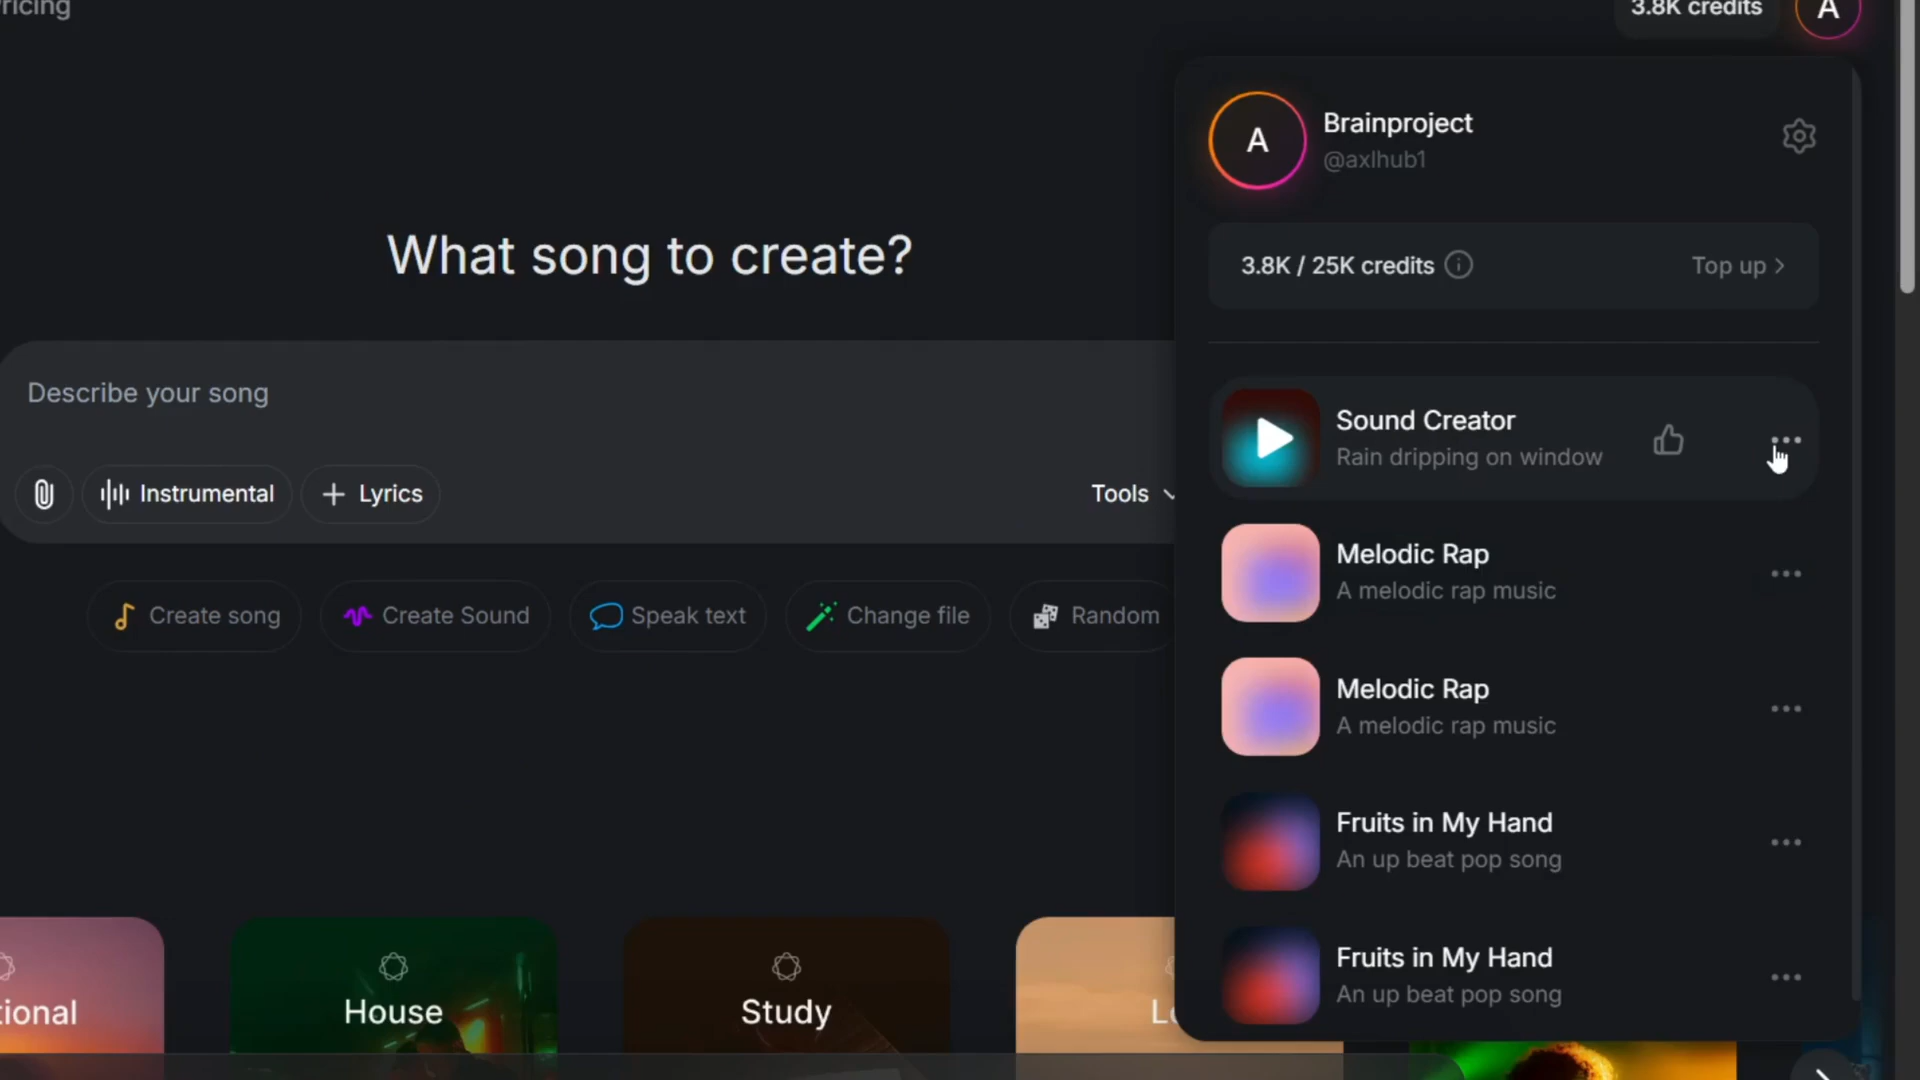 3.8K credits
A
A
Brainproject
@axlhub1
3.8K / 25K credits
Top up
What song to create?
Describe your song
Instrumental
Lyrics
Tools
Create song
Create Sound
Speak text
Change file
Random
Sound Creator
Rain dripping on window
Melodic Rap
A melodic rap music
Melodic Rap
A melodic rap music
Fruits in My Hand
An up beat pop song
Fruits in My Hand
An up beat pop song
House
Study